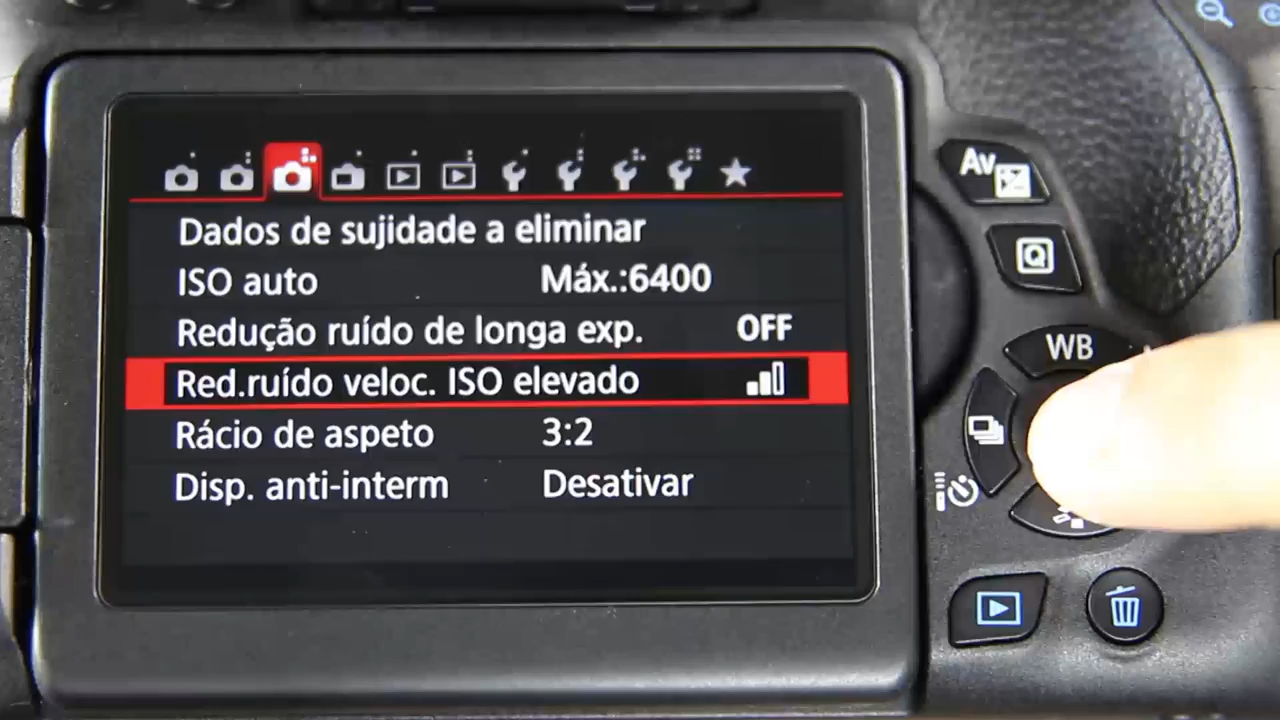 Dados de sujidade a eliminar
ISO auto Máx.:6400
Redução ruído de longa exp. OFF
Red.ruído veloc. ISO elevado
Rácio de aspeto 3:2
Disp. anti-interm Desativar
Av
Q
WB